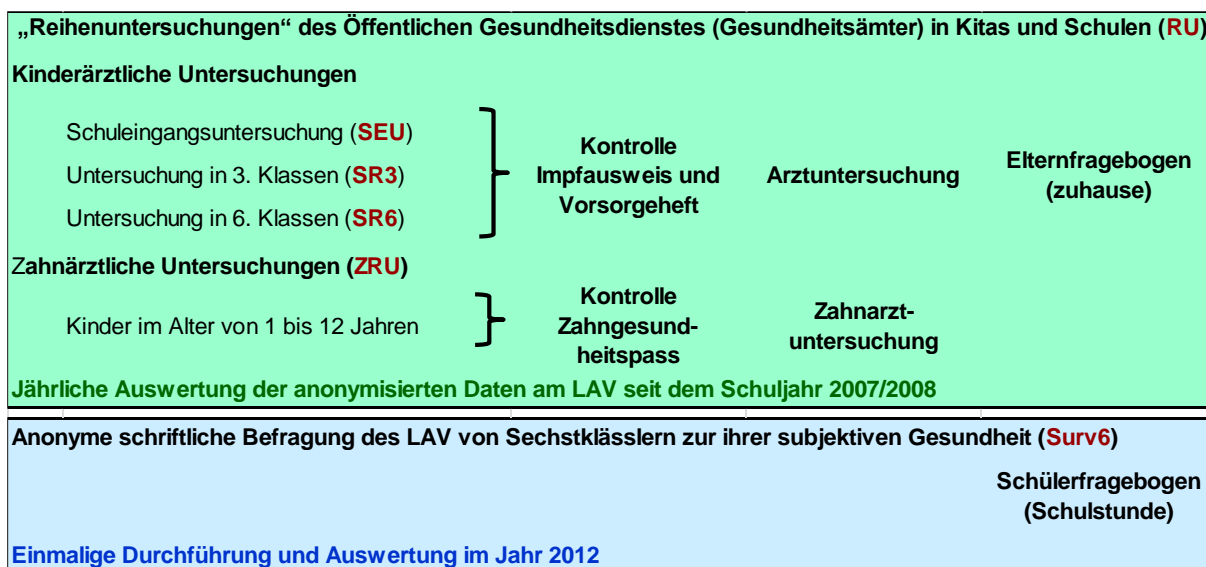 „Reihenuntersuchungen“ des Öffentlichen Gesundheitsdienstes (Gesundheitsämter) in Kitas und Schulen (RU)
Kinderärztliche Untersuchungen
Schuleingangsuntersuchung (SEU)
Untersuchung in 3. Klassen (SR3)
Untersuchung in 6. Klassen (SR6)
Kontrolle
Impfausweis und
Vorsorgeheft
Arztuntersuchung
Elternfragebogen
(zuhause)
Zahnärztliche Untersuchungen (ZRU)
Kinder im Alter von 1 bis 12 Jahren
Kontrolle
Zahngesund-
heitspass
Zahnarzt-
untersuchung
Jährliche Auswertung der anonymisierten Daten am LAV seit dem Schuljahr 2007/2008
Anonyme schriftliche Befragung des LAV von Sechstklässlern zur ihrer subjektiven Gesundheit (Surv6)
Schülerfragebogen
(Schulstunde)
Einmalige Durchführung und Auswertung im Jahr 2012